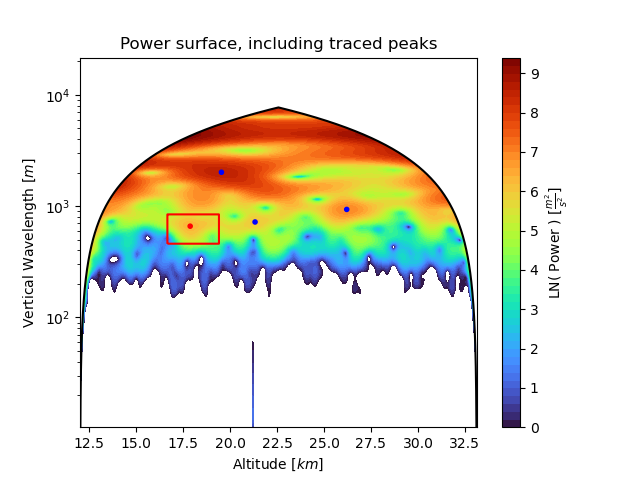 Power surface, including traced peaks
10⁴
10³
10²
Vertical Wavelength [m]
12.5 15.0 17.5 20.0 22.5 25.0 27.5 30.0 32.5
Altitude [km]
9
8
7
6
5
4
3
2
1
0
LN( Power ) [m²/s²]